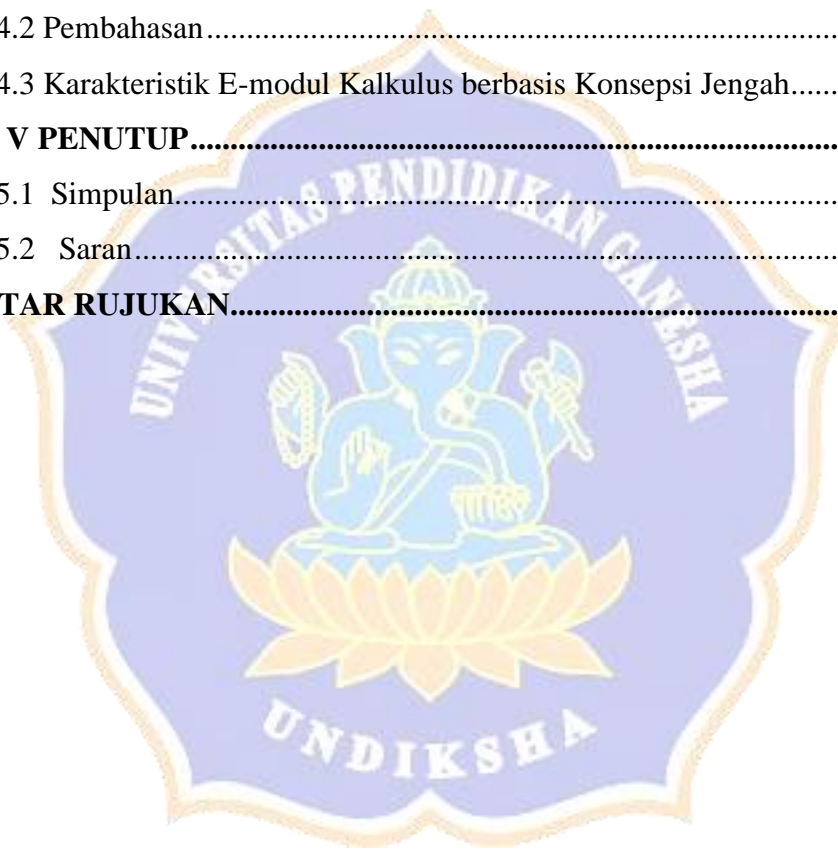 4.2 Pembahasan........................................................................................
4.3 Karakteristik E-modul Kalkulus berbasis Konsepsi Jengah......
V PENUTUP..................................................................................
5.1 Simpulan...........................................................................................
5.2 Saran.................................................................................................
TAR RUJUKAN............................................................................
UNIVERSITAS PENDIDIKAN GANESHA
UNDIKSHA